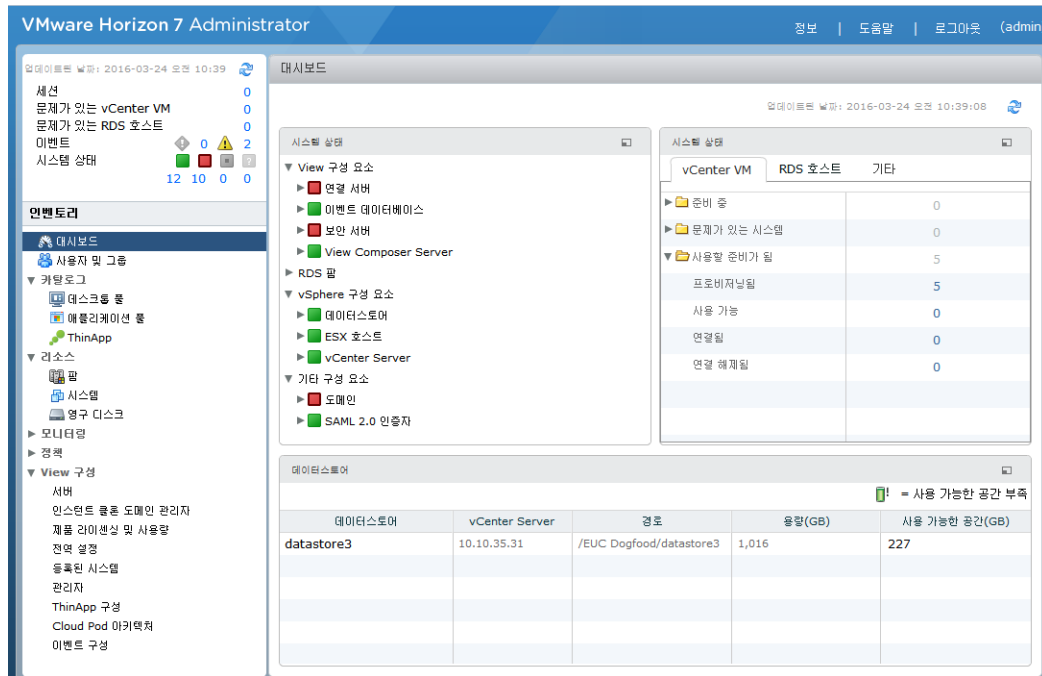 VMware Horizon 7 Administrator
정보 | 도움말 | 로그아웃 (admin
업데이트된 날짜: 2016-03-24 오전 10:39
세션 0
문제가 있는 vCenter VM 0
문제가 있는 RDS 호스트 0
이벤트 0 2
시스템 상태
12 10 0 0
인벤토리
대시보드
사용자 및 그룹
카탈로그
데스크톱 풀
애플리케이션 풀
ThinApp
리소스
팜
시스템
영구 디스크
모니터링
정책
View 구성
서버
인스턴트 클론 도메인 관리자
제품 라이센싱 및 사용량
전역 설정
등록된 시스템
관리자
ThinApp 구성
Cloud Pod 아키텍처
이벤트 구성
대시보드
업데이트된 날짜: 2016-03-24 오전 10:39:08
시스템 상태
View 구성 요소
연결 서버
이벤트 데이터베이스
보안 서버
View Composer Server
RDS 팜
vSphere 구성 요소
데이터스토어
ESX 호스트
vCenter Server
기타 구성 요소
도메인
SAML 2.0 인증자
시스템 상태
vCenter VM RDS 호스트 기타
준비 중 0
문제가 있는 시스템 0
사용할 준비가 됨 5
프로비저닝됨 5
사용 가능 0
연결됨 0
연결 해제됨 0
데이터스토어
! = 사용 가능한 공간 부족
데이터스토어 vCenter Server 경로 용량(GB) 사용 가능한 공간(GB)
datastore3 10.10.35.31 /EUC Dogfood/datastore3 1,016 227